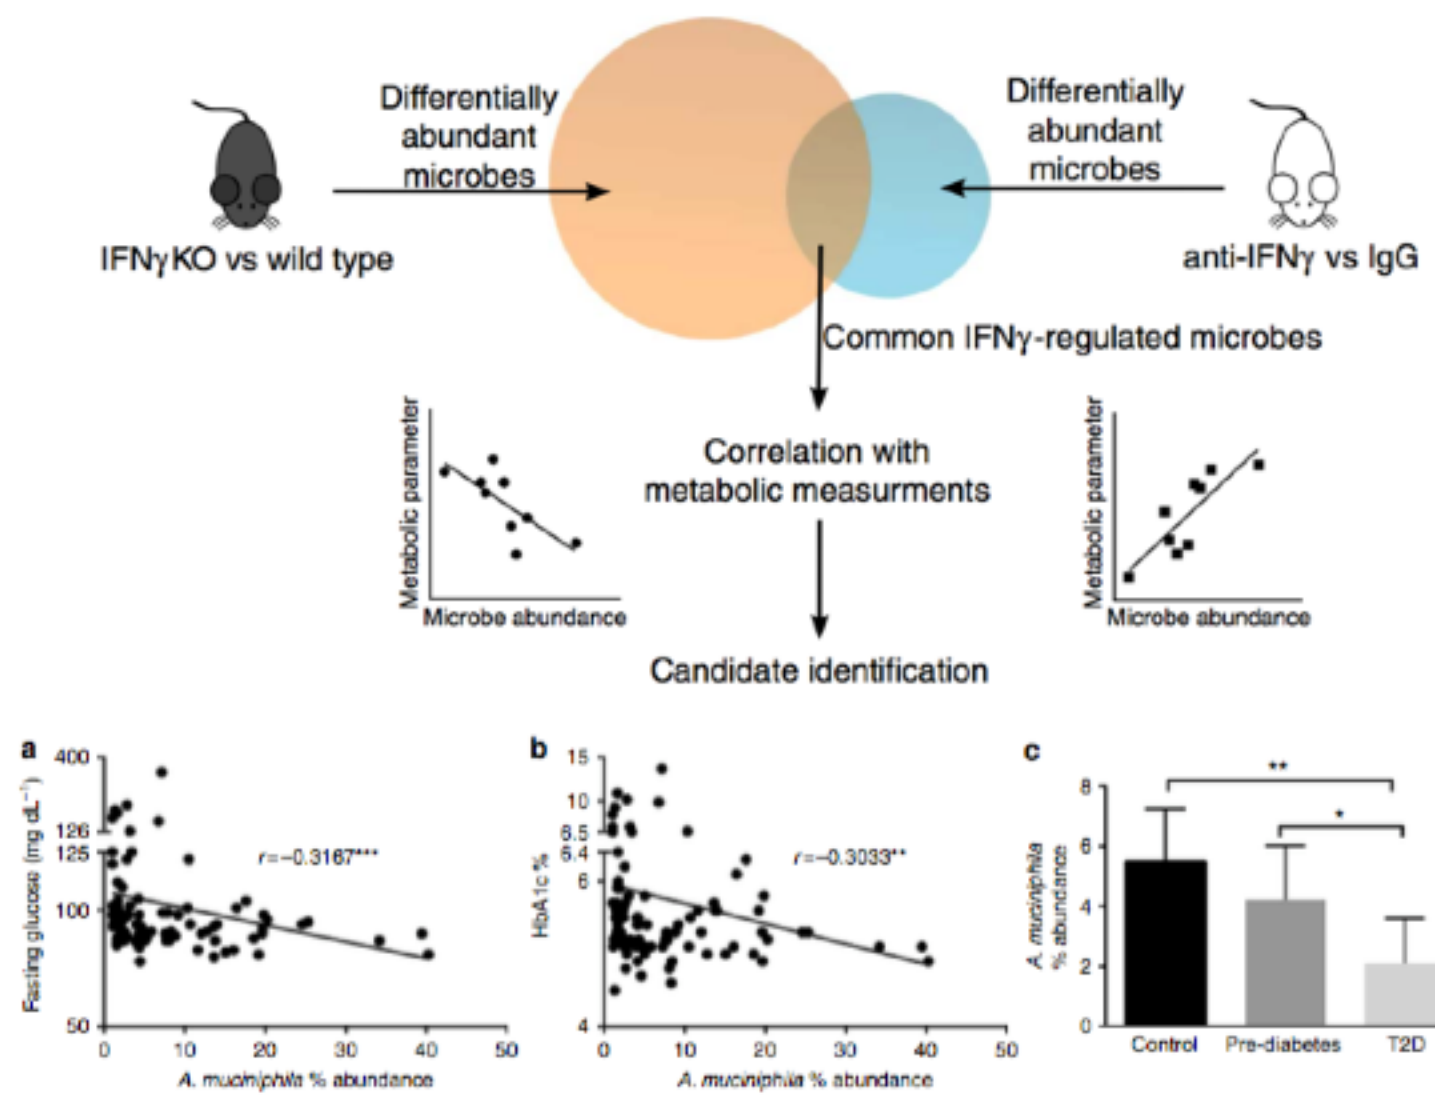 Differentially
abundant
microbes
Differentially
abundant
microbes
IFNγKO vs wild type
anti-IFNγ vs IgG
Common IFNγ-regulated microbes
Metabolic parameter
Microbe abundance
Correlation with
metabolic measurments
Metabolic parameter
Microbe abundance
Candidate identification
a
Fasting glucose (mg dL⁻¹)
400
126
125
100
50
r=−0.3167***
0 10 20 30 40 50
A. muciniphila % abundance
b
HbA1c %
15
10
6.5
6.4
6
4
r=−0.3033**
0 10 20 30 40 50
A. muciniphila % abundance
c
A. muciniphila
% abundance
8
6
4
2
0
**
*
Control Pre-diabetes T2D